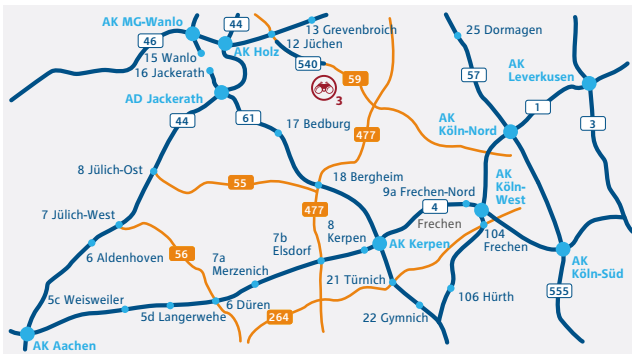 AK MG-Wanlo
44
13 Grevenbroich
25 Dormagen
46
12 Jüchen
AK Holz
15 Wanlo
16 Jackerath
540
AK
Leverkusen
57
59
3
AD Jackerath
1
44
61
17 Bedburg
477
AK
Köln-Nord
3
8 Jülich-Ost
55
18 Bergheim
9a Frechen-Nord
AK
Köln-
West
477
4
7 Jülich-West
8
Kerpen
Frechen
104
Frechen
AK Kerpen
7b
Elsdorf
6 Aldenhoven
56
7a
Merzenich
AK
Köln-Süd
21 Türnich
5c Weisweiler
6 Düren
106 Hürth
555
5d Langerwehe
264
22 Gymnich
AK Aachen